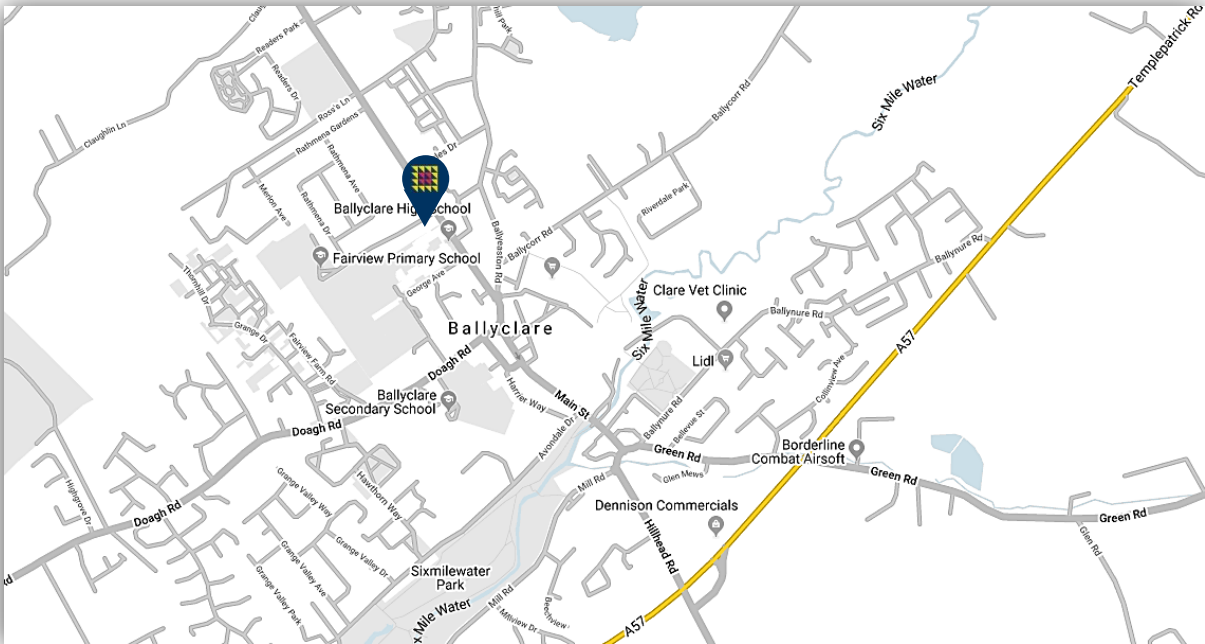 Readers Park
Readers Dr
Ross's Ln
Rathmena Gardens
Claughlin Ln
Rathmena Ave
Merion Ave
Rathmena Dr
Ballycorr Rd
Six Mile Water
Templepatrick Rd
Riverdale Park
Ballyclare High School
Fairview Primary School
Ballyeaston Rd
Ballycorr Rd
George Ave
Thornhill Dr
Grange Dr
Fairview Farm Rd
Ballyclare
Clare Vet Clinic
Six Mile Water
Ballynure Rd
Ballynure Rd
A57
Lidl
Doagh Rd
Ballyclare
Secondary School
Harrier Way
Main St
Collinview Ave
Doagh Rd
Avondale Dr
Ballynure Rd
Bellevue St
Green Rd
Borderline
Combat Airsoft
Green Rd
Glen Mews
Mill Rd
Highgrove Dr
Doagh Rd
Grange Valley Way
Hawthorn Way
Dennison Commercials
Green Rd
Glen Rd
Hillhead Rd
Grange Valley Dr
Grange Valley Ave
Grange Valley Park
Sixmilewater
Park
Mill Rd
Millview Dr
A57